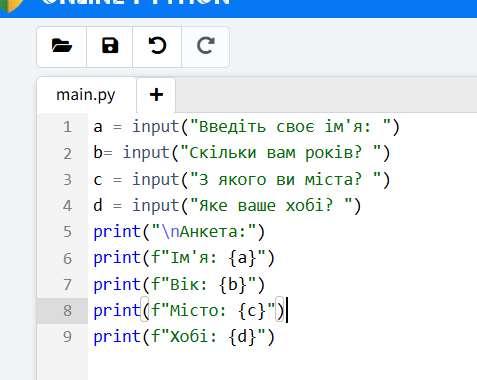 ONLINE PYTHON
main.py +
1 a = input("Введіть своє ім'я: ")
2 b= input("Скільки вам років? ")
3 c = input("З якого ви міста? ")
4 d = input("Яке ваше хобі? ")
5 print("\nАнкета:")
6 print(f"Ім'я: {a}")
7 print(f"Вік: {b}")
8 print(f"Місто: {c}")
9 print(f"Хобі: {d}")